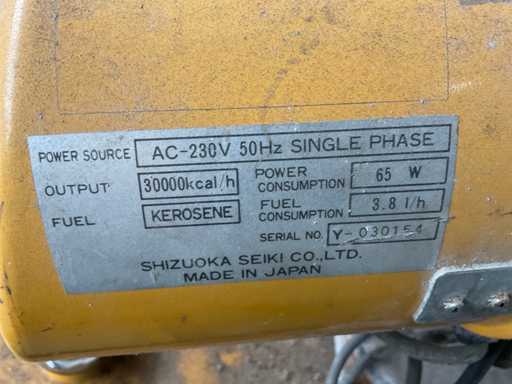 POWER SOURCE AC-230V 50Hz SINGLE PHASE
OUTPUT 30000kcal/h POWER CONSUMPTION 65 W
FUEL KEROSENE FUEL CONSUMPTION 3.8 l/h
SERIAL NO. Y-030154
SHIZUOKA SEIKI CO.,LTD.
MADE IN JAPAN